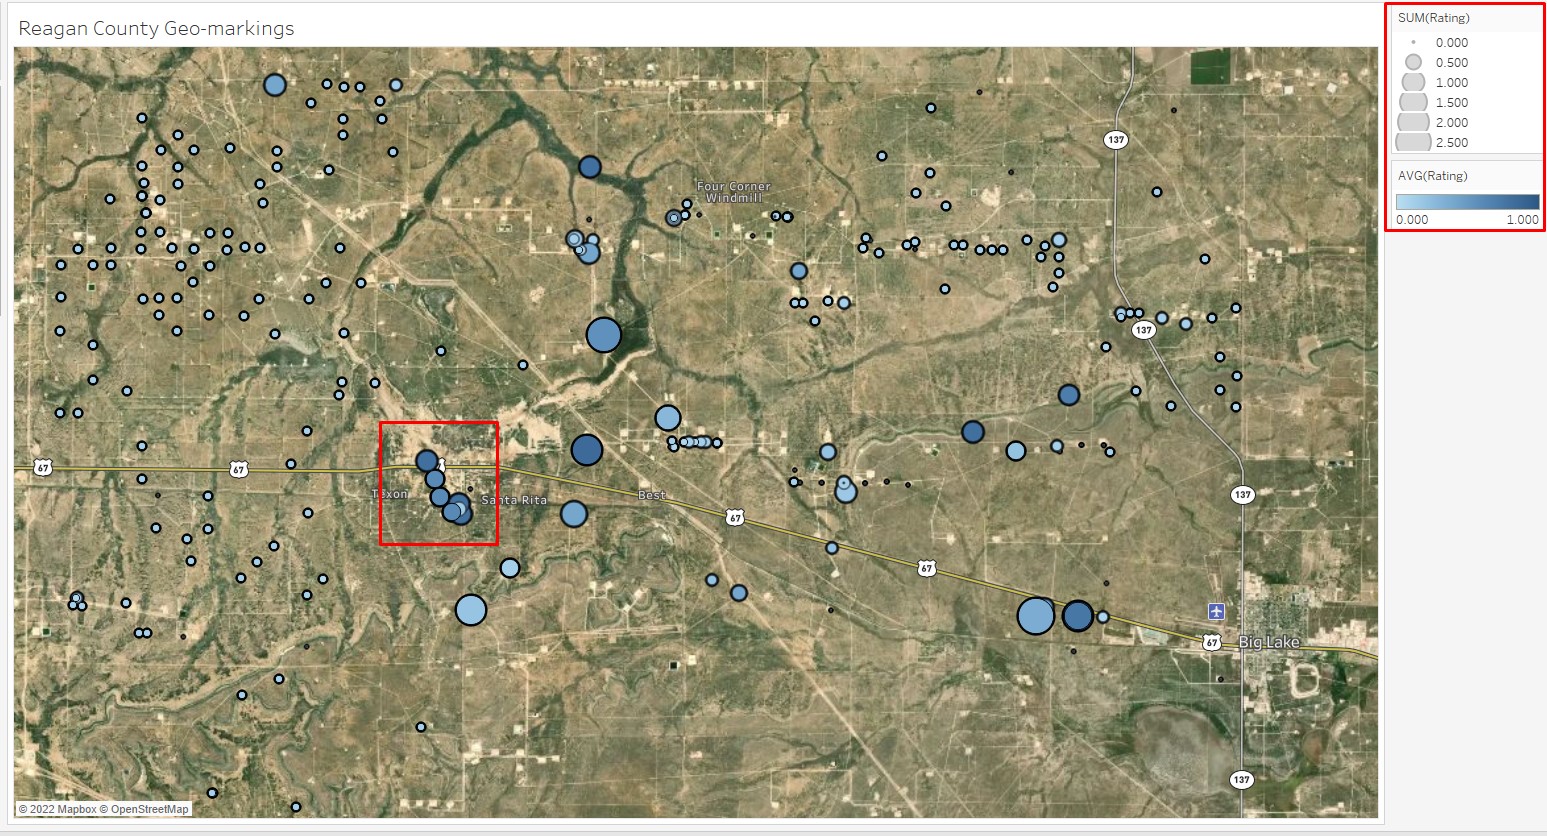 Reagan County Geo-markings
SUM(Rating)
0.000
0.500
1.000
1.500
2.000
2.500
AVG(Rating)
0.000 1.000
137
Four Corner
Windmill
137
67
67
Texon
Santa Rita
Best
67
137
67
67
Big Lake
137
© 2022 Mapbox © OpenStreetMap